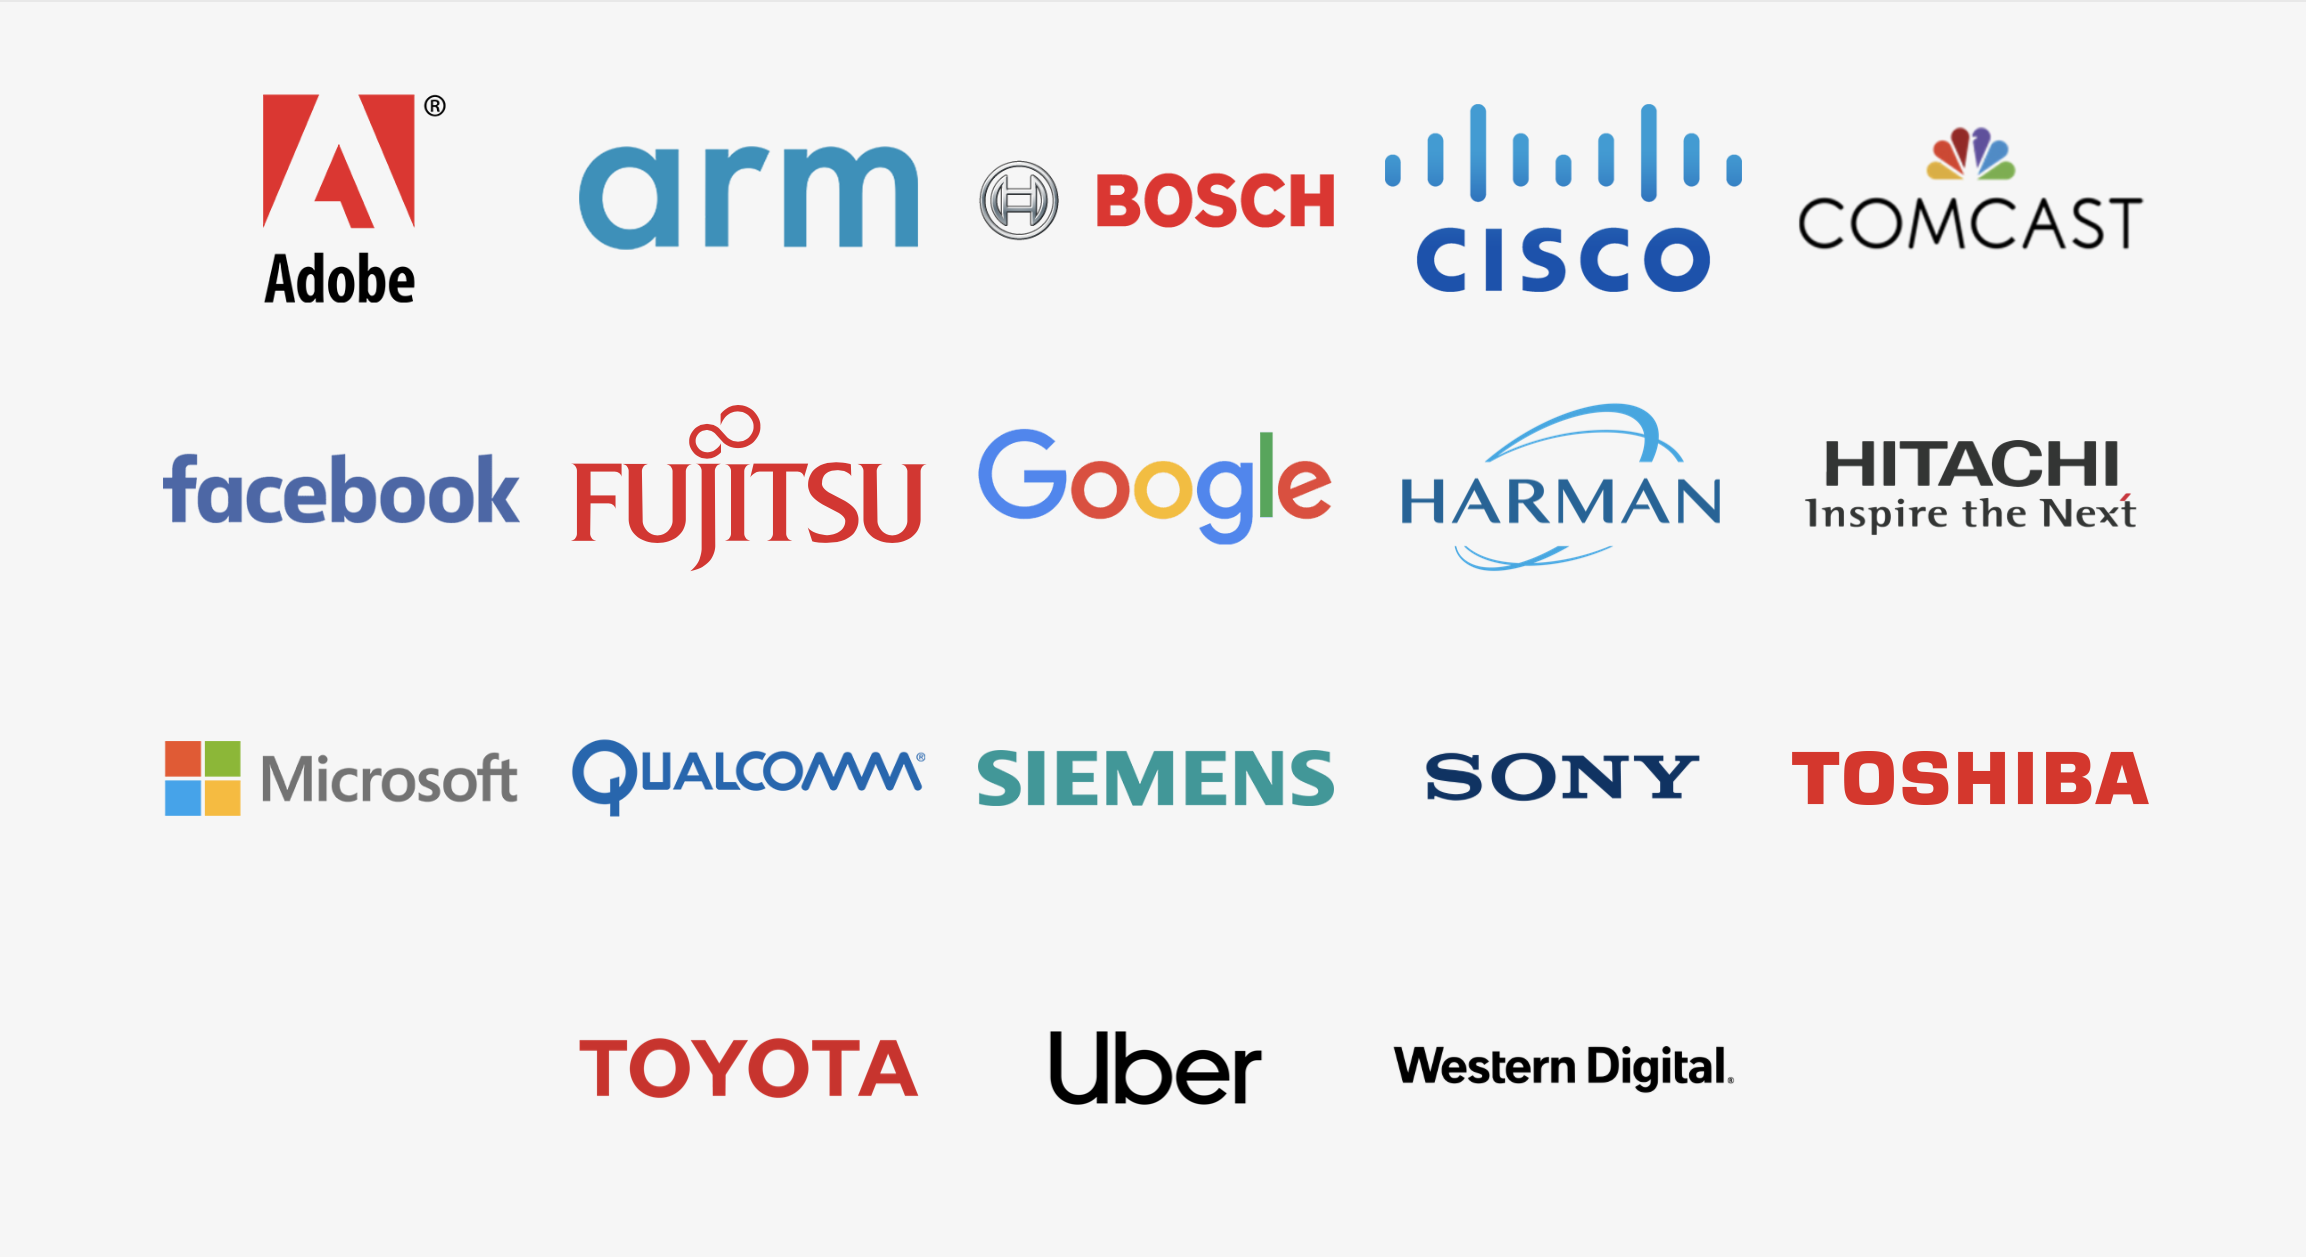 ®
Adobe
arm
BOSCH
CISCO
COMCAST
facebook
FUJITSU
Google
HARMAN
HITACHI
Inspire the Next
Microsoft
QUALCOMM®
SIEMENS
SONY
TOSHIBA
TOYOTA
Uber
Western Digital®